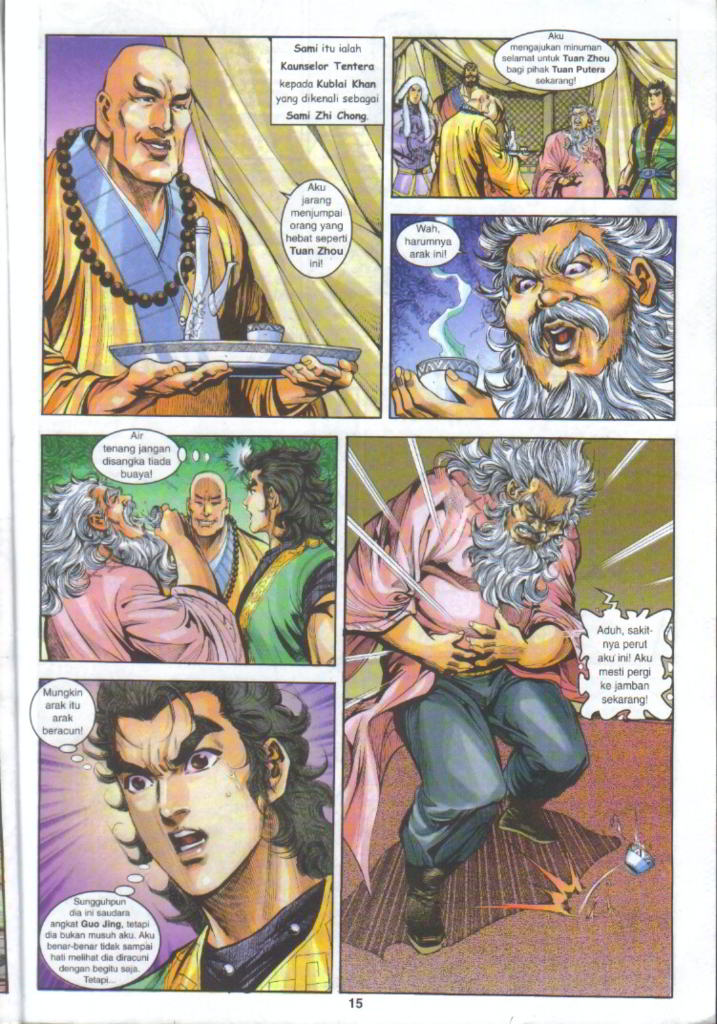 Sami itu ialah
Kaunselor Tentera
kepada Kublai Khan
yang dikenali sebagai
Sami Zhi Chong.
Aku
jarang
menjumpai
orang yang
hebat seperti
Tuan Zhou
ini!
Aku
mengajukan minuman
selamat untuk Tuan Zhou
bagi pihak Tuan Putera
sekarang!
Wah,
harumnya
arak ini!
Air
tenang jangan
disangka tiada
buaya!
Aduh, sakit-
nya perut
aku ini! Aku
mesti pergi
ke jamban
sekarang!
Mungkin
arak itu
arak
beracun!
Sungguhpun
dia ini saudara
angkat Guo Jing, tetapi
dia bukan musuh aku. Aku
benar-benar tidak sampai
hati melihat dia diracuni
dengan begitu saja.
Tetapi...
15